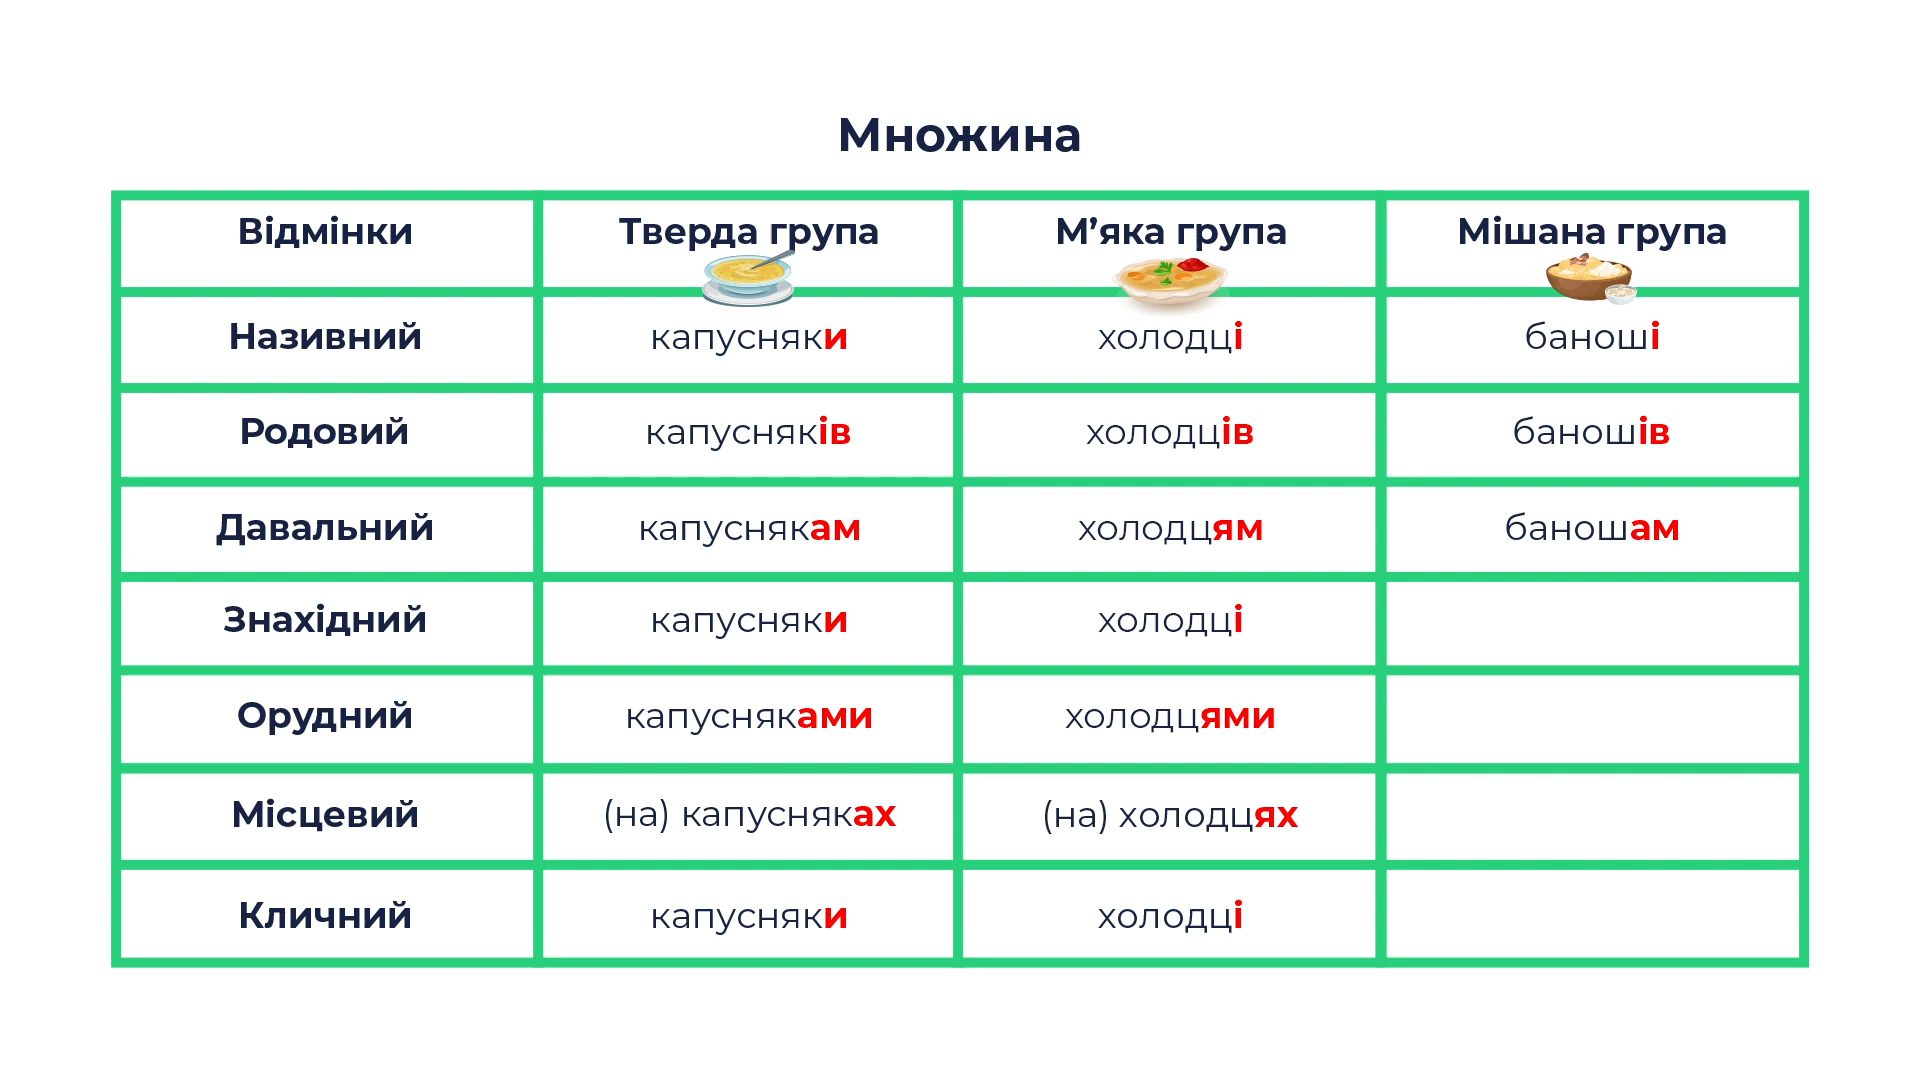 Множина
Відмінки Тверда група М’яка група Мішана група
Називний капусняки холодці баноші
Родовий капусняків холодців баношів
Давальний капуснякам холодцям баношам
Знахідний капусняки холодці
Орудний капусняками холодцями
Місцевий (на) капусняках (на) холодцях
Кличний капусняки холодці